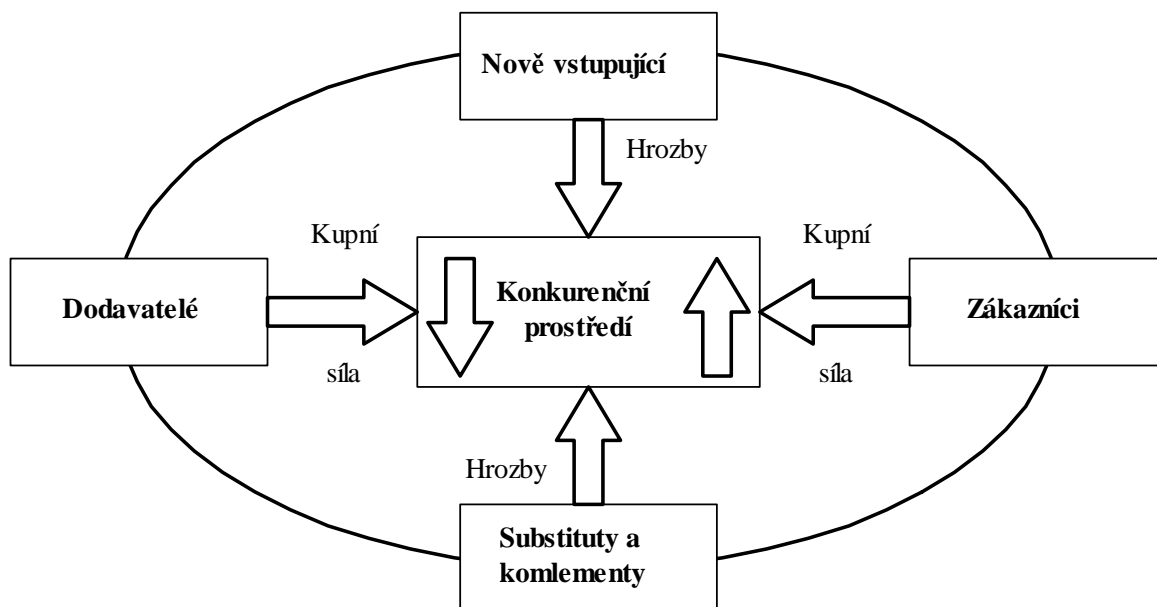 Nově vstupující
Hrozby
Kupní
Kupní
Dodavatelé
Konkurenční
prostředí
Zákazníci
síla
síla
Hrozby
Substituty a
komlementy